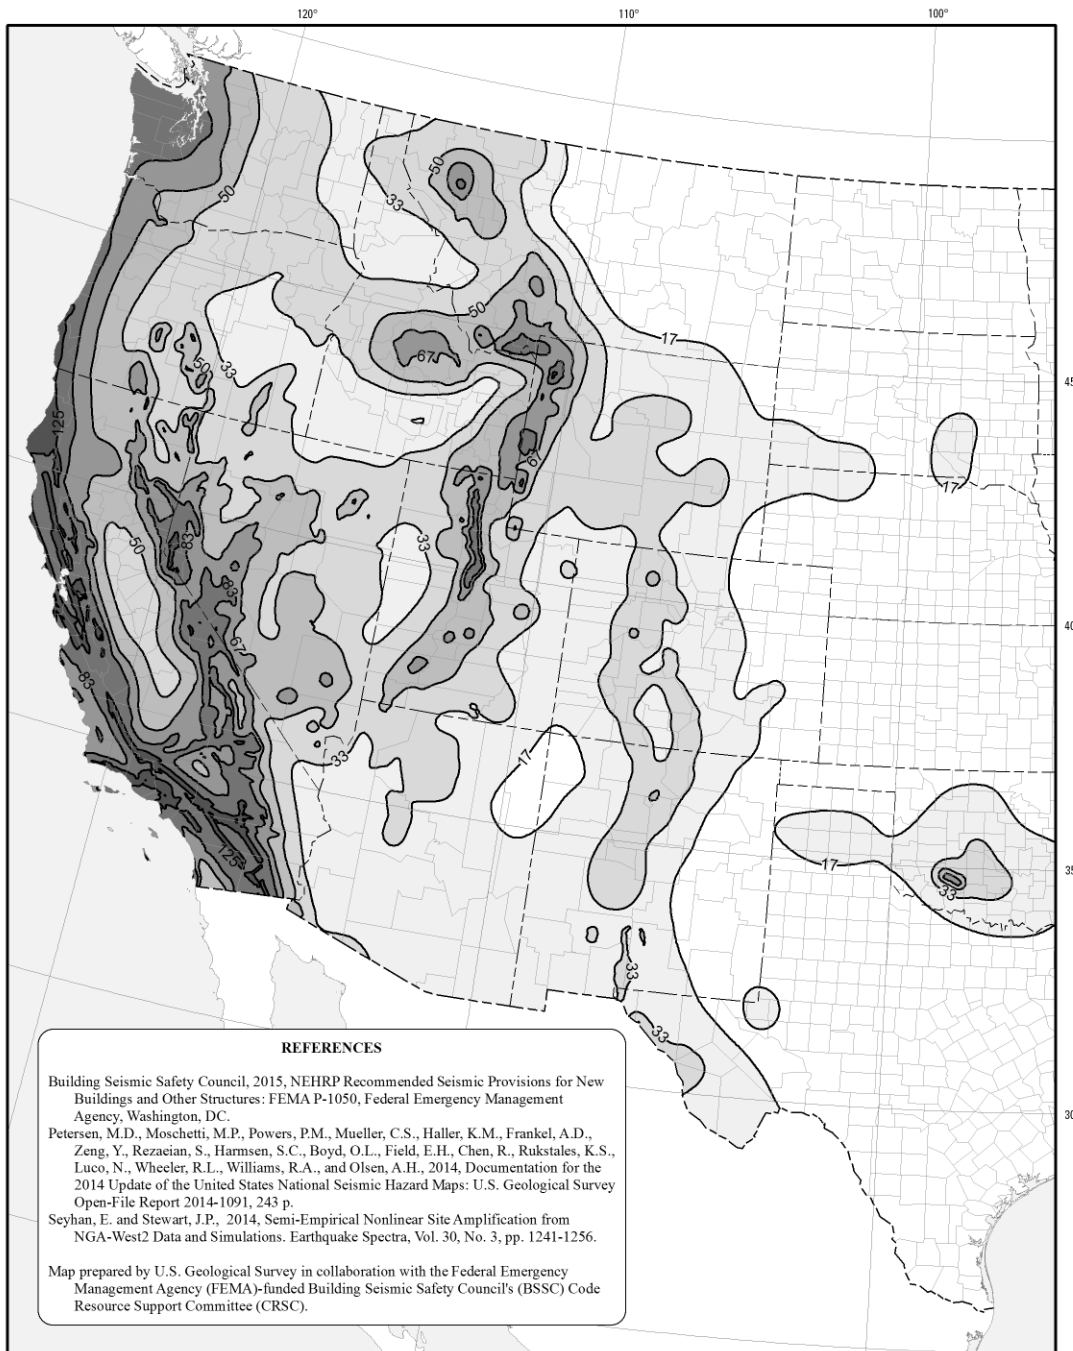 120°
110°
100°
50
50
33
50
17
45
67
50
33
125
67
17
50
83
33
83
40
67
83
33
17
125
17
35
33
33
33
30
REFERENCES
Building Seismic Safety Council, 2015, NEHRP Recommended Seismic Provisions for New
Buildings and Other Structures: FEMA P-1050, Federal Emergency Management
Agency, Washington, DC.
Petersen, M.D., Moschetti, M.P., Powers, P.M., Mueller, C.S., Haller, K.M., Frankel, A.D.,
Zeng, Y., Rezaeian, S., Harmsen, S.C., Boyd, O.L., Field, E.H., Chen, R., Rukstales, K.S.,
Luco, N., Wheeler, R.L., Williams, R.A., and Olsen, A.H., 2014, Documentation for the
2014 Update of the United States National Seismic Hazard Maps: U.S. Geological Survey
Open-File Report 2014-1091, 243 p.
Seyhan, E. and Stewart, J.P., 2014, Semi-Empirical Nonlinear Site Amplification from
NGA-West2 Data and Simulations. Earthquake Spectra, Vol. 30, No. 3, pp. 1241-1256.
Map prepared by U.S. Geological Survey in collaboration with the Federal Emergency
Management Agency (FEMA)-funded Building Seismic Safety Council's (BSSC) Code
Resource Support Committee (CRSC).